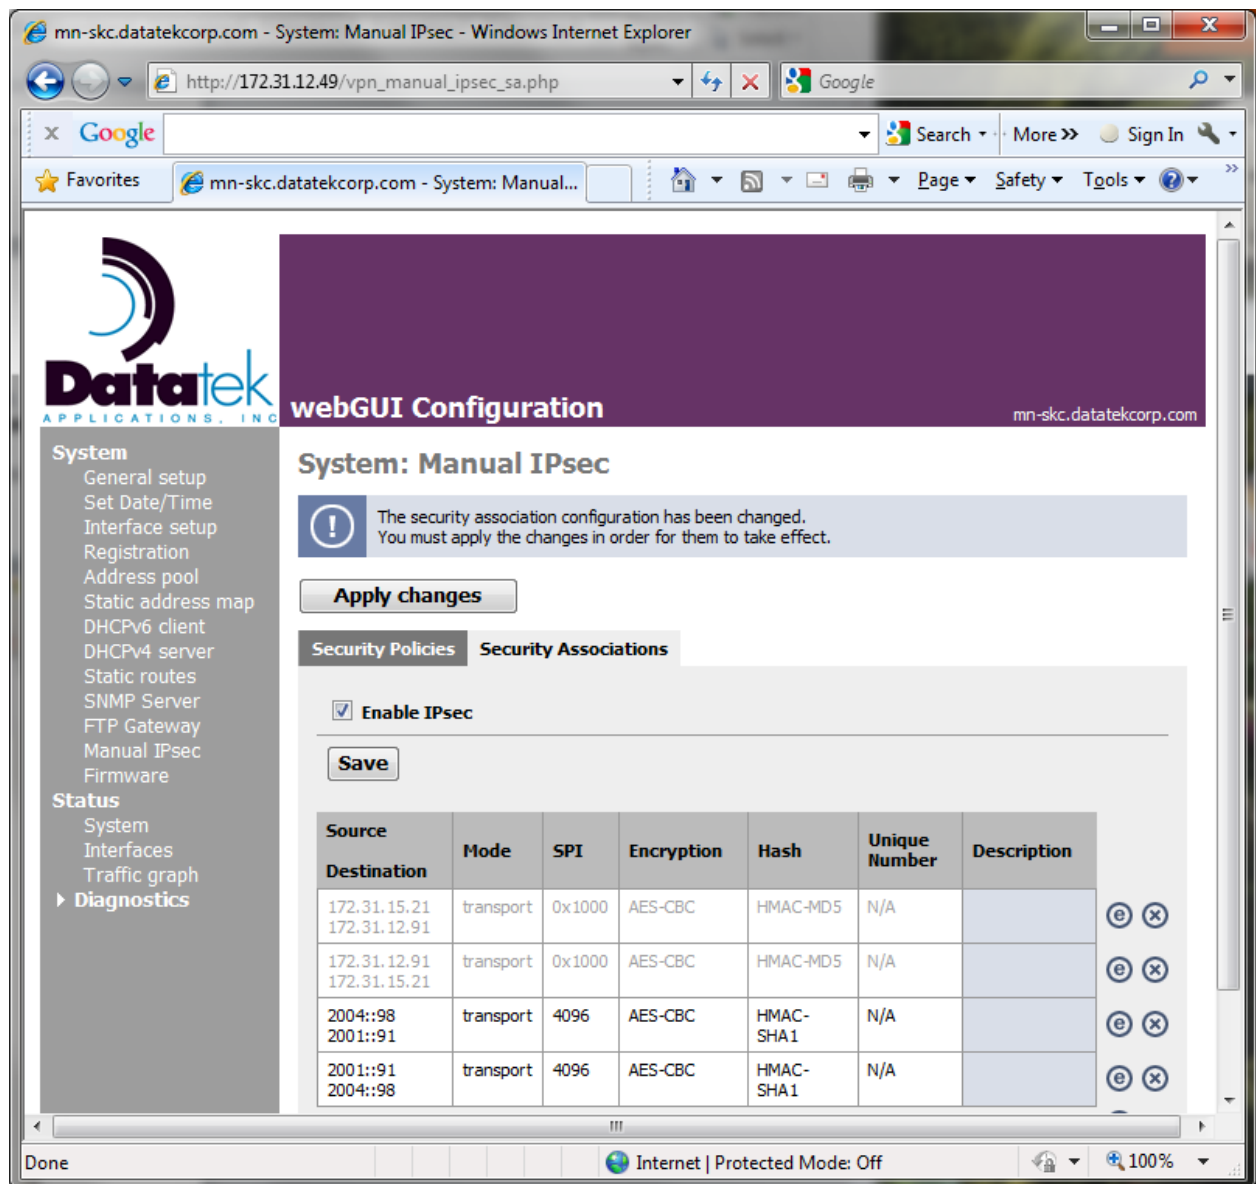 mn-skc.datatekcorp.com - System: Manual IPsec - Windows Internet Explorer
http://172.31.12.49/vpn_manual_ipsec_sa.php
Google
x Google
Search
More >>
Sign In
Favorites
mn-skc.datatekcorp.com - System: Manual...
Page
Safety
Tools
Datatek
APPLICATIONS, INC
webGUI Configuration
mn-skc.datatekcorp.com
System
General setup
Set Date/Time
Interface setup
Registration
Address pool
Static address map
DHCPv6 client
DHCPv4 server
Static routes
SNMP Server
FTP Gateway
Manual IPsec
Firmware
Status
System
Interfaces
Traffic graph
Diagnostics
System: Manual IPsec
The security association configuration has been changed.
You must apply the changes in order for them to take effect.
Apply changes
Security Policies Security Associations
Enable IPsec
Save
Source
Destination
Mode
SPI
Encryption
Hash
Unique
Number
Description
172.31.15.21 transport 0x1000 AES-CBC HMAC-MD5 N/A
172.31.12.91
172.31.12.91 transport 0x1000 AES-CBC HMAC-MD5 N/A
172.31.15.21
2004::98 transport 4096 AES-CBC HMAC- N/A
2001::91 SHA1
2001::91 transport 4096 AES-CBC HMAC- N/A
2004::98 SHA1
Done
Internet | Protected Mode: Off
100%